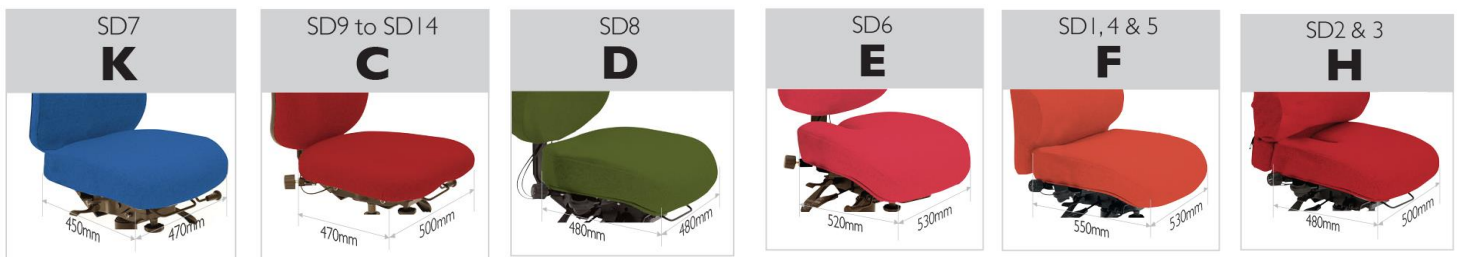 SD7
K
450mm
470mm
SD9 to SD14
C
470mm
500mm
SD8
D
480mm
480mm
SD6
E
520mm
530mm
SD1, 4 & 5
F
550mm
530mm
SD2 & 3
H
480mm
500mm